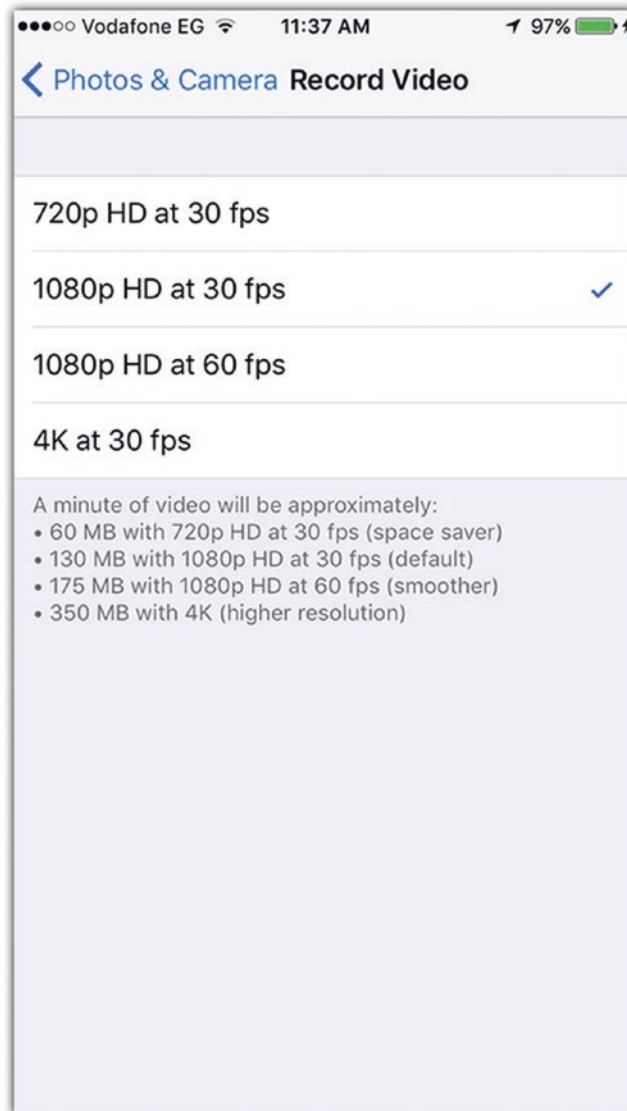 Vodafone EG 11:37 AM 97%
Photos & Camera Record Video
720p HD at 30 fps
1080p HD at 30 fps
1080p HD at 60 fps
4K at 30 fps
A minute of video will be approximately:
• 60 MB with 720p HD at 30 fps (space saver)
• 130 MB with 1080p HD at 30 fps (default)
• 175 MB with 1080p HD at 60 fps (smoother)
• 350 MB with 4K (higher resolution)